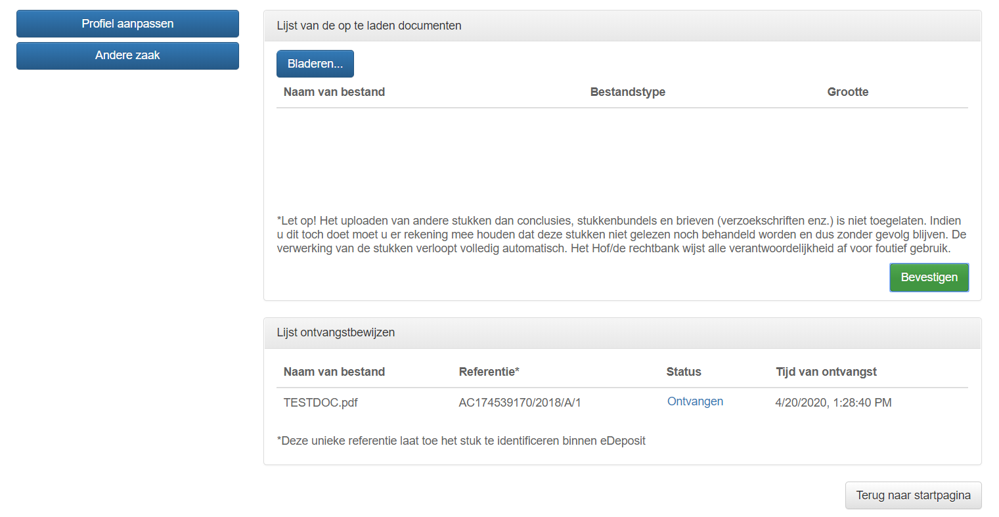 Profiel aanpassen
Andere zaak
Lijst van de op te laden documenten
Bladeren...
Naam van bestand Bestandstype Grootte
*Let op! Het uploaden van andere stukken dan conclusies, stukkenbundels en brieven (verzoekschriften enz.) is niet toegelaten. Indien
u dit toch doet moet u er rekening mee houden dat deze stukken niet gelezen noch behandeld worden en dus zonder gevolg blijven. De
verwerking van de stukken verloopt volledig automatisch. Het Hof/de rechtbank wijst alle verantwoordelijkheid af voor foutief gebruik.
Bevestigen
Lijst ontvangstbewijzen
Naam van bestand Referentie* Status Tijd van ontvangst
TESTDOC.pdf AC174539170/2018/A/1 Ontvangen 4/20/2020, 1:28:40 PM
*Deze unieke referentie laat toe het stuk te identificeren binnen eDeposit
Terug naar startpagina